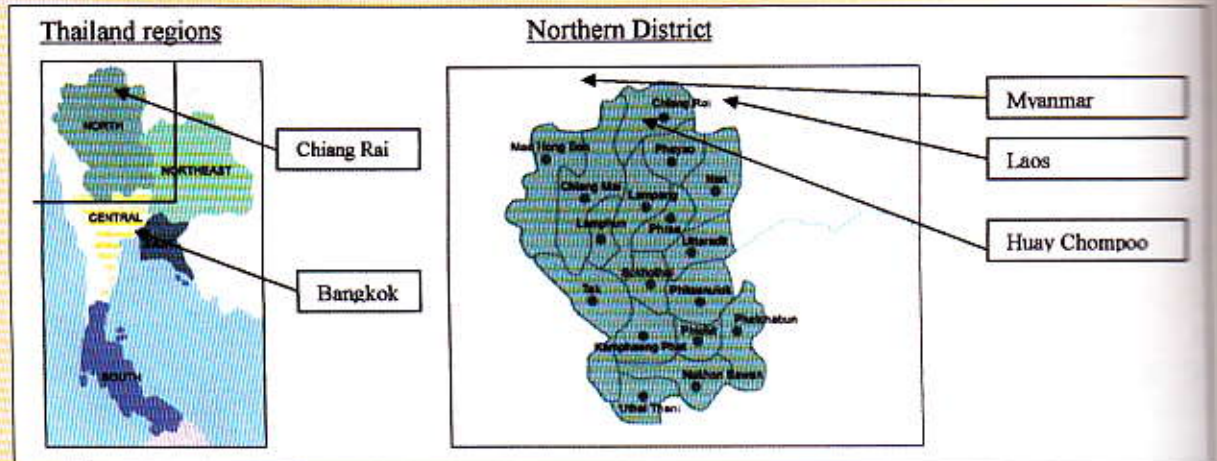 Thailand regions
Northern District
NORTH
NORTHEAST
CENTRAL
SOUTH
Chiang Rai
Bangkok
Chiang Rai
Mae Hong Son
Phayao
Nan
Chiang Mai
Lampang
Lamphun
Phrae
Uttaradit
Sukhothai
Tak
Phitsanulok
Phichit
Phetchabun
Kamphaeng Phet
Nakhon Sawan
Uthai Thani
Myanmar
Laos
Huay Chompoo